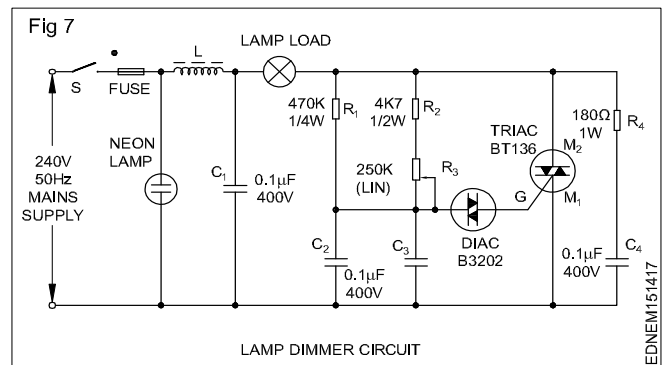 Fig 7
LAMP LOAD
L
S
FUSE
NEON
LAMP
240V
50Hz
MAINS
SUPPLY
C1
0.1µF
400V
470K
1/4W
R1
4K7
1/2W
R2
250K
(LIN)
R3
TRIAC
BT136
M2
M1
G
180Ω
1W
R4
DIAC
B3202
C2
0.1µF
400V
C3
C4
0.1µF
400V
LAMP DIMMER CIRCUIT
EDNEM151417